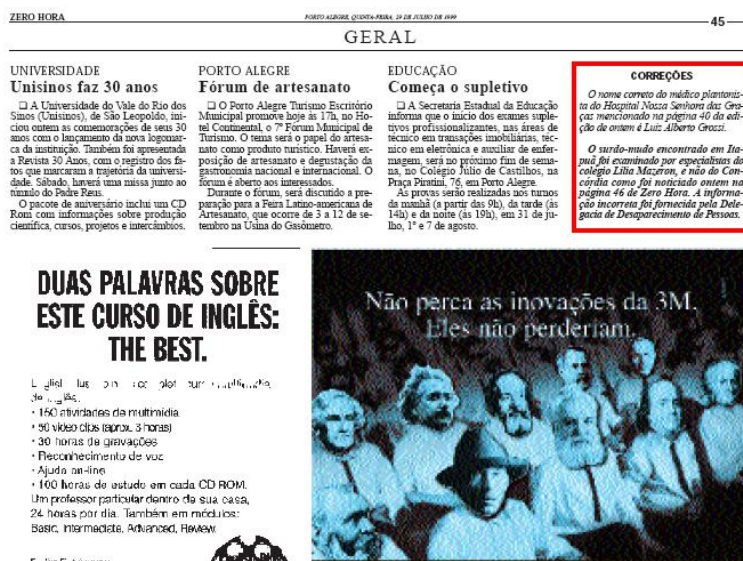 ZERO HORA
PORTO ALEGRE, QUINTA-FEIRA, 29 DE JULHO DE 1999
45
GERAL
UNIVERSIDADE
Unisinos faz 30 anos
❑ A Universidade do Vale do Rio dos
Sinos (Unisinos), de São Leopoldo, ini-
ciou ontem as comemorações de seus 30
anos com o lançamento da nova logomar-
ca da instituição. Também foi apresentada
a Revista 30 Anos, com o registro dos fa-
tos que marcaram a trajetória da universi-
dade. Sábado, haverá uma missa junto ao
túmulo do Padre Reus.
O pacote de aniversário inclui um CD
Rom com informações sobre produção
científica, cursos, projetos e intercâmbios.
PORTO ALEGRE
Fórum de artesanato
❑ O Porto Alegre Turismo Escritório
Municipal promove hoje às 17h, no Ho-
tel Continental, o 7º Fórum Municipal de
Turismo. O tema será o papel do artesa-
nato como produto turístico. Haverá ex-
posição de artesanato e degustação da
gastronomia nacional e internacional. O
fórum é aberto aos interessados.
Durante o fórum, será discutido a pre-
paração para a Feira Latino-americana de
Artesanato, que ocorre de 3 a 12 de se-
tembro na Usina do Gasômetro.
EDUCAÇÃO
Começa o supletivo
❑ A Secretaria Estadual da Educação
informa que o início dos exames suple-
tivos profissionalizantes, nas áreas de
técnico em transações imobiliárias, téc-
nico em eletrônica e auxiliar de enfer-
magem, será no próximo fim de sema-
na, no Colégio Júlio de Castilhos, na
Praça Piratini, 76, em Porto Alegre.
As provas serão realizadas nos turnos
da manhã (a partir das 9h), da tarde (às
14h) e da noite (às 19h), em 31 de ju-
lho, 1º e 7 de agosto.
CORREÇÕES
O nome correto do médico plantonis-
ta do Hospital Nossa Senhora das Gra-
ças mencionado na página 40 da edi-
ção de ontem é Luiz Alberto Grossi.
O surdo-mudo encontrado em Ita-
puã foi examinado por especialistas do
colégio Lilia Mazeron, e não do Con-
córdia como foi noticiado ontem na
página 46 de Zero Hora. A informa-
ção incorreta foi fornecida pela Dele-
gacia de Desaparecimento de Pessoas.
DUAS PALAVRAS SOBRE
ESTE CURSO DE INGLÊS:
THE BEST.
• 150 atividades de multimídia
• 50 vídeo clips (aprox. 3 horas)
• 30 horas de gravações
• Reconhecimento de voz
• Ajuda on-line
• 100 horas de estudo em cada CD ROM.
Um professor particular dentro de sua casa,
24 horas por dia. Também em módulos:
Basic, Intermediate, Advanced, Review.
Não perca as inovações da 3M.
Eles não perderiam.